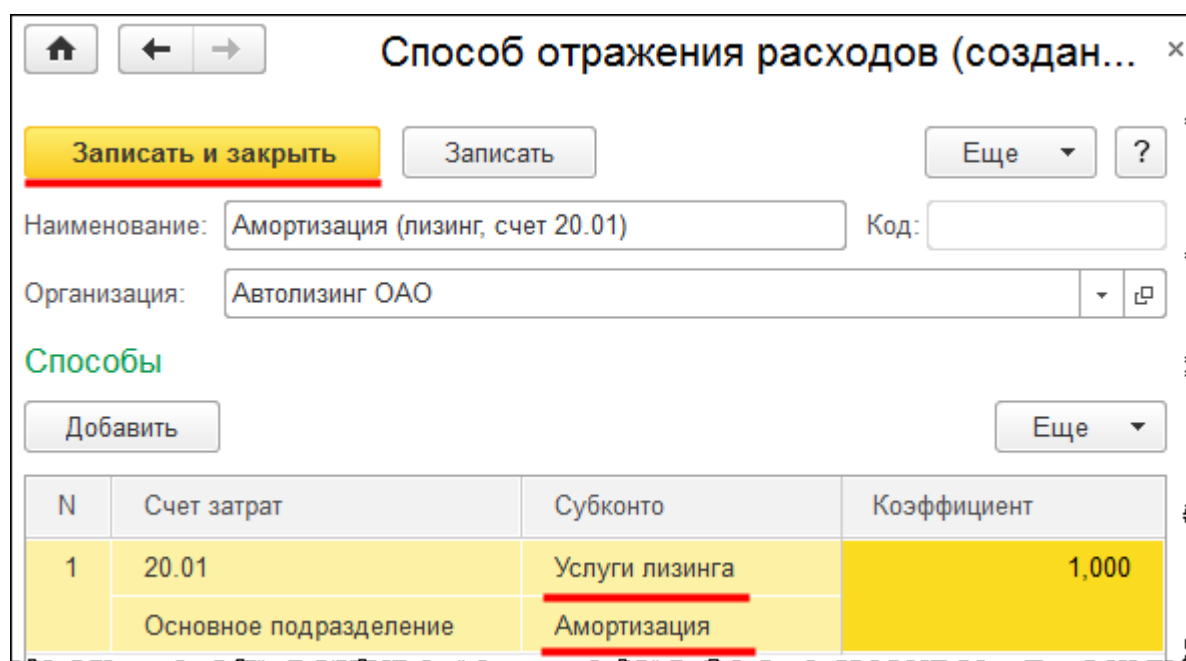 Способ отражения расходов (создан... ×
Записать и закрыть Записать Еще ?
Наименование: Амортизация (лизинг, счет 20.01) Код:
Организация: Автолизинг ОАО
Способы
Добавить Еще
N Счет затрат Субконто Коэффициент
1 20.01 Услуги лизинга 1,000
Основное подразделение Амортизация